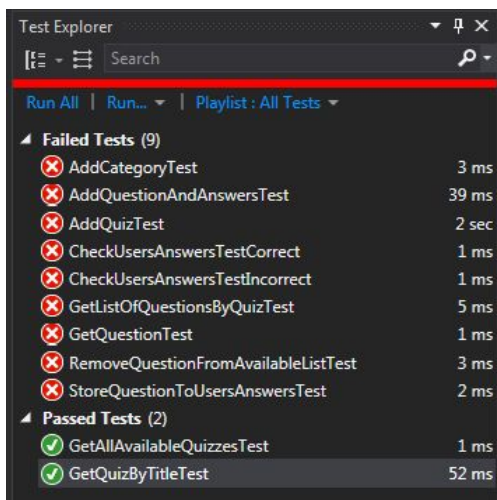 Test Explorer
Search
Run All | Run... | Playlist : All Tests
Failed Tests (9)
AddCategoryTest 3 ms
AddQuestionAndAnswersTest 39 ms
AddQuizTest 2 sec
CheckUsersAnswersTestCorrect 1 ms
CheckUsersAnswersTestIncorrect 1 ms
GetListOfQuestionsByQuizTest 5 ms
GetQuestionTest 1 ms
RemoveQuestionFromAvailableListTest 3 ms
StoreQuestionToUsersAnswersTest 2 ms
Passed Tests (2)
GetAllAvailableQuizzesTest 1 ms
GetQuizByTitleTest 52 ms